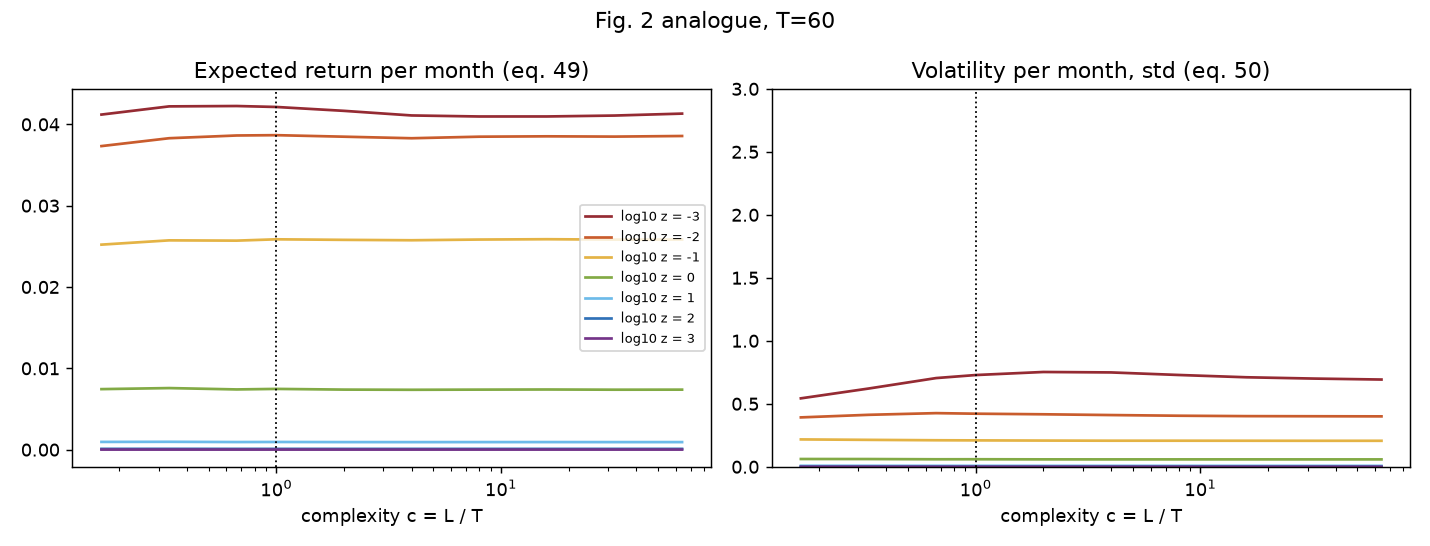 Fig. 2 analogue, T=60
Expected return per month (eq. 49)
0.04
0.03
0.02
0.01
0.00
log10 z = -3
log10 z = -2
log10 z = -1
log10 z = 0
log10 z = 1
log10 z = 2
log10 z = 3
10⁰
10¹
complexity c = L / T
Volatility per month, std (eq. 50)
3.0
2.5
2.0
1.5
1.0
0.5
0.0
10⁰
10¹
complexity c = L / T